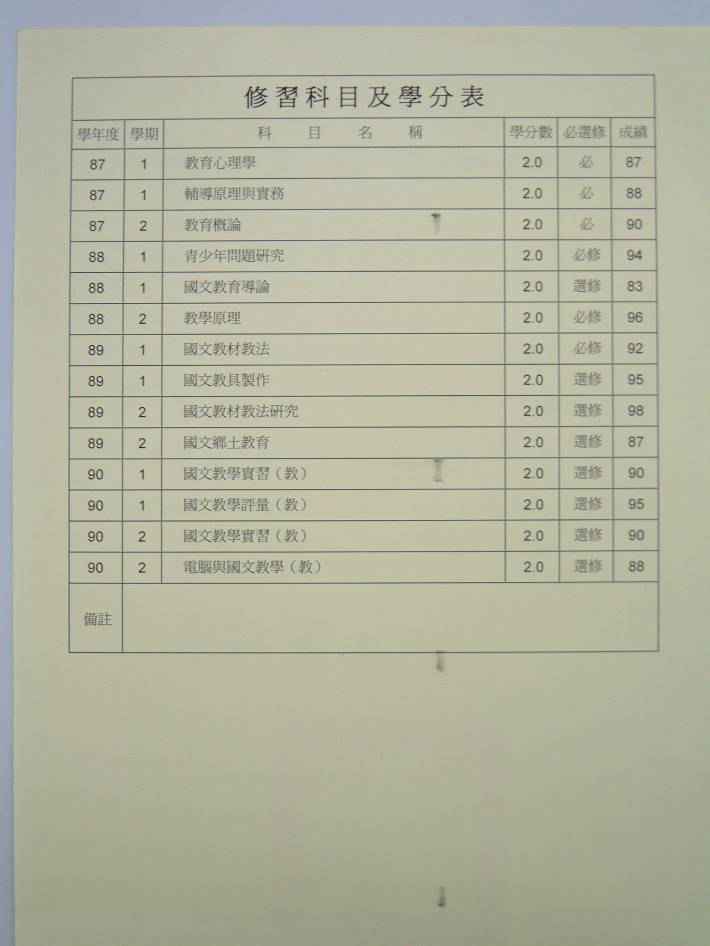 修習科目及學分表
學年度 學期 科目名稱 學分數 必選修 成績
87 1 教育心理學 2.0 必 87
87 1 輔導原理與實務 2.0 必 88
87 2 教育概論 2.0 必 90
88 1 青少年問題研究 2.0 必修 94
88 1 國文教育導論 2.0 選修 83
88 2 教學原理 2.0 必修 96
89 1 國文教材教法 2.0 必修 92
89 1 國文教具製作 2.0 選修 95
89 2 國文教材教法研究 2.0 選修 98
89 2 國文鄉土教育 2.0 選修 87
90 1 國文教學實習（教） 2.0 選修 90
90 1 國文教學評量（教） 2.0 選修 95
90 2 國文教學實習（教） 2.0 選修 90
90 2 電腦與國文教學（教） 2.0 選修 88
備註